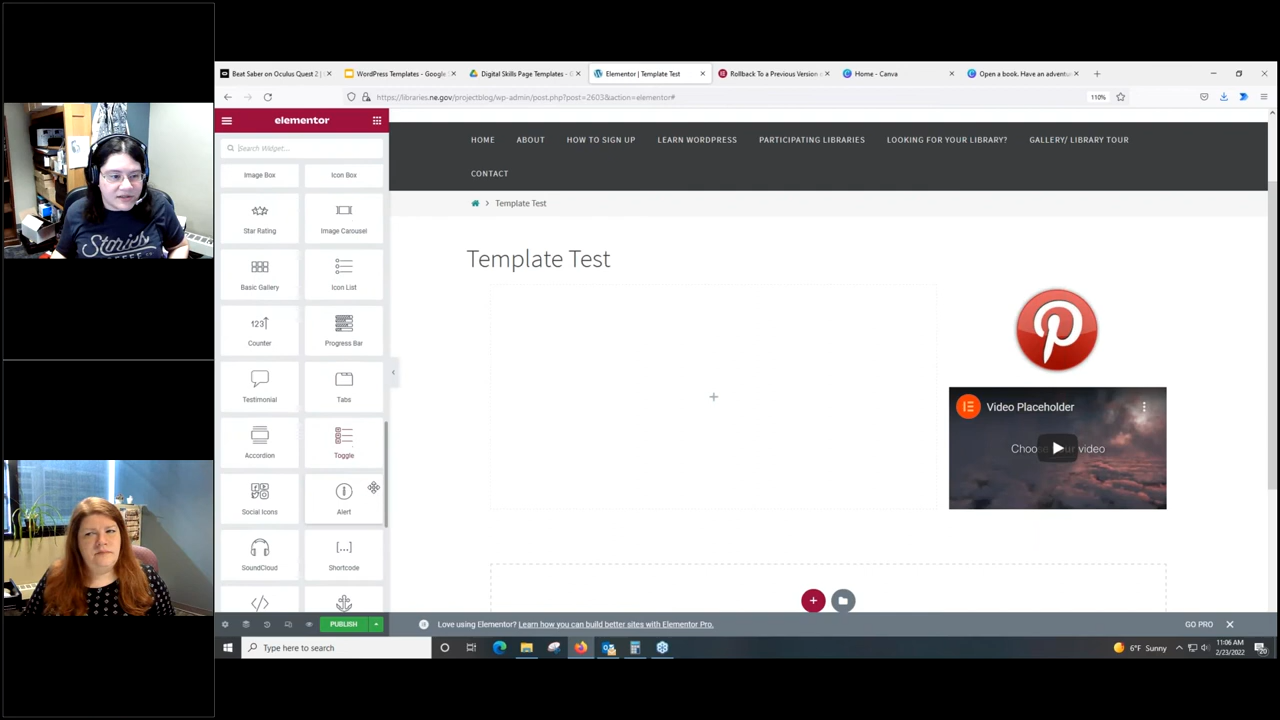 Beat Saber on Oculus Quest 2 |
WordPress Templates - Google
Digital Skills Page Templates -
Elementor | Template Test
Rollback To a Previous Version
Home - Canva
Open a book. Have an adventu
https://libraries.ne.gov/projectblog/wp-admin/post.php?post=2603&action=elementor#
110%
elementor
Search Widget...
Image Box
Icon Box
Star Rating
Image Carousel
Basic Gallery
Icon List
123
Counter
Progress Bar
Testimonial
Tabs
Accordion
Toggle
Social Icons
Alert
SoundCloud
[...]
Shortcode
</>
PUBLISH
HOME
ABOUT
HOW TO SIGN UP
LEARN WORDPRESS
PARTICIPATING LIBRARIES
LOOKING FOR YOUR LIBRARY?
GALLERY/ LIBRARY TOUR
CONTACT
Template Test
Template Test
Video Placeholder
Choose your video
Love using Elementor? Learn how you can build better sites with Elementor Pro.
GO PRO
Type here to search
6°F Sunny
11:06 AM
2/23/2022
20
Stories